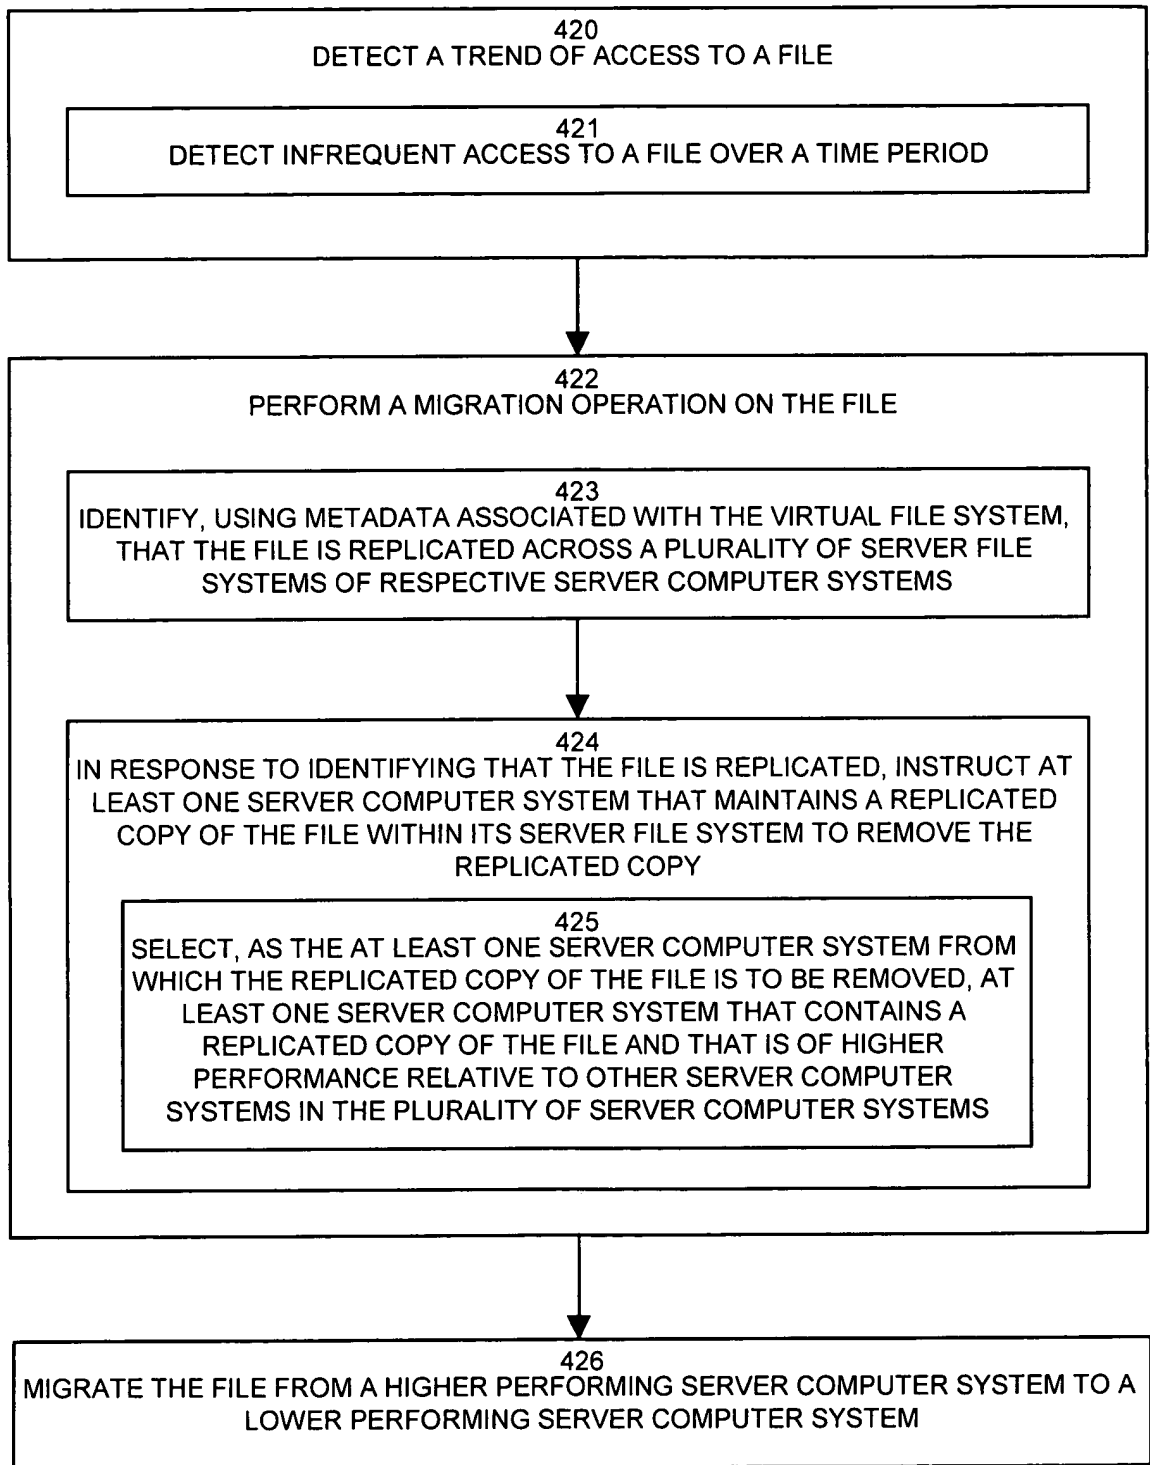 420
DETECT A TREND OF ACCESS TO A FILE
421
DETECT INFREQUENT ACCESS TO A FILE OVER A TIME PERIOD
422
PERFORM A MIGRATION OPERATION ON THE FILE
423
IDENTIFY, USING METADATA ASSOCIATED WITH THE VIRTUAL FILE SYSTEM,
THAT THE FILE IS REPLICATED ACROSS A PLURALITY OF SERVER FILE
SYSTEMS OF RESPECTIVE SERVER COMPUTER SYSTEMS
424
IN RESPONSE TO IDENTIFYING THAT THE FILE IS REPLICATED, INSTRUCT AT
LEAST ONE SERVER COMPUTER SYSTEM THAT MAINTAINS A REPLICATED
COPY OF THE FILE WITHIN ITS SERVER FILE SYSTEM TO REMOVE THE
REPLICATED COPY
425
SELECT, AS THE AT LEAST ONE SERVER COMPUTER SYSTEM FROM
WHICH THE REPLICATED COPY OF THE FILE IS TO BE REMOVED, AT
LEAST ONE SERVER COMPUTER SYSTEM THAT CONTAINS A
REPLICATED COPY OF THE FILE AND THAT IS OF HIGHER
PERFORMANCE RELATIVE TO OTHER SERVER COMPUTER
SYSTEMS IN THE PLURALITY OF SERVER COMPUTER SYSTEMS
426
MIGRATE THE FILE FROM A HIGHER PERFORMING SERVER COMPUTER SYSTEM TO A
LOWER PERFORMING SERVER COMPUTER SYSTEM